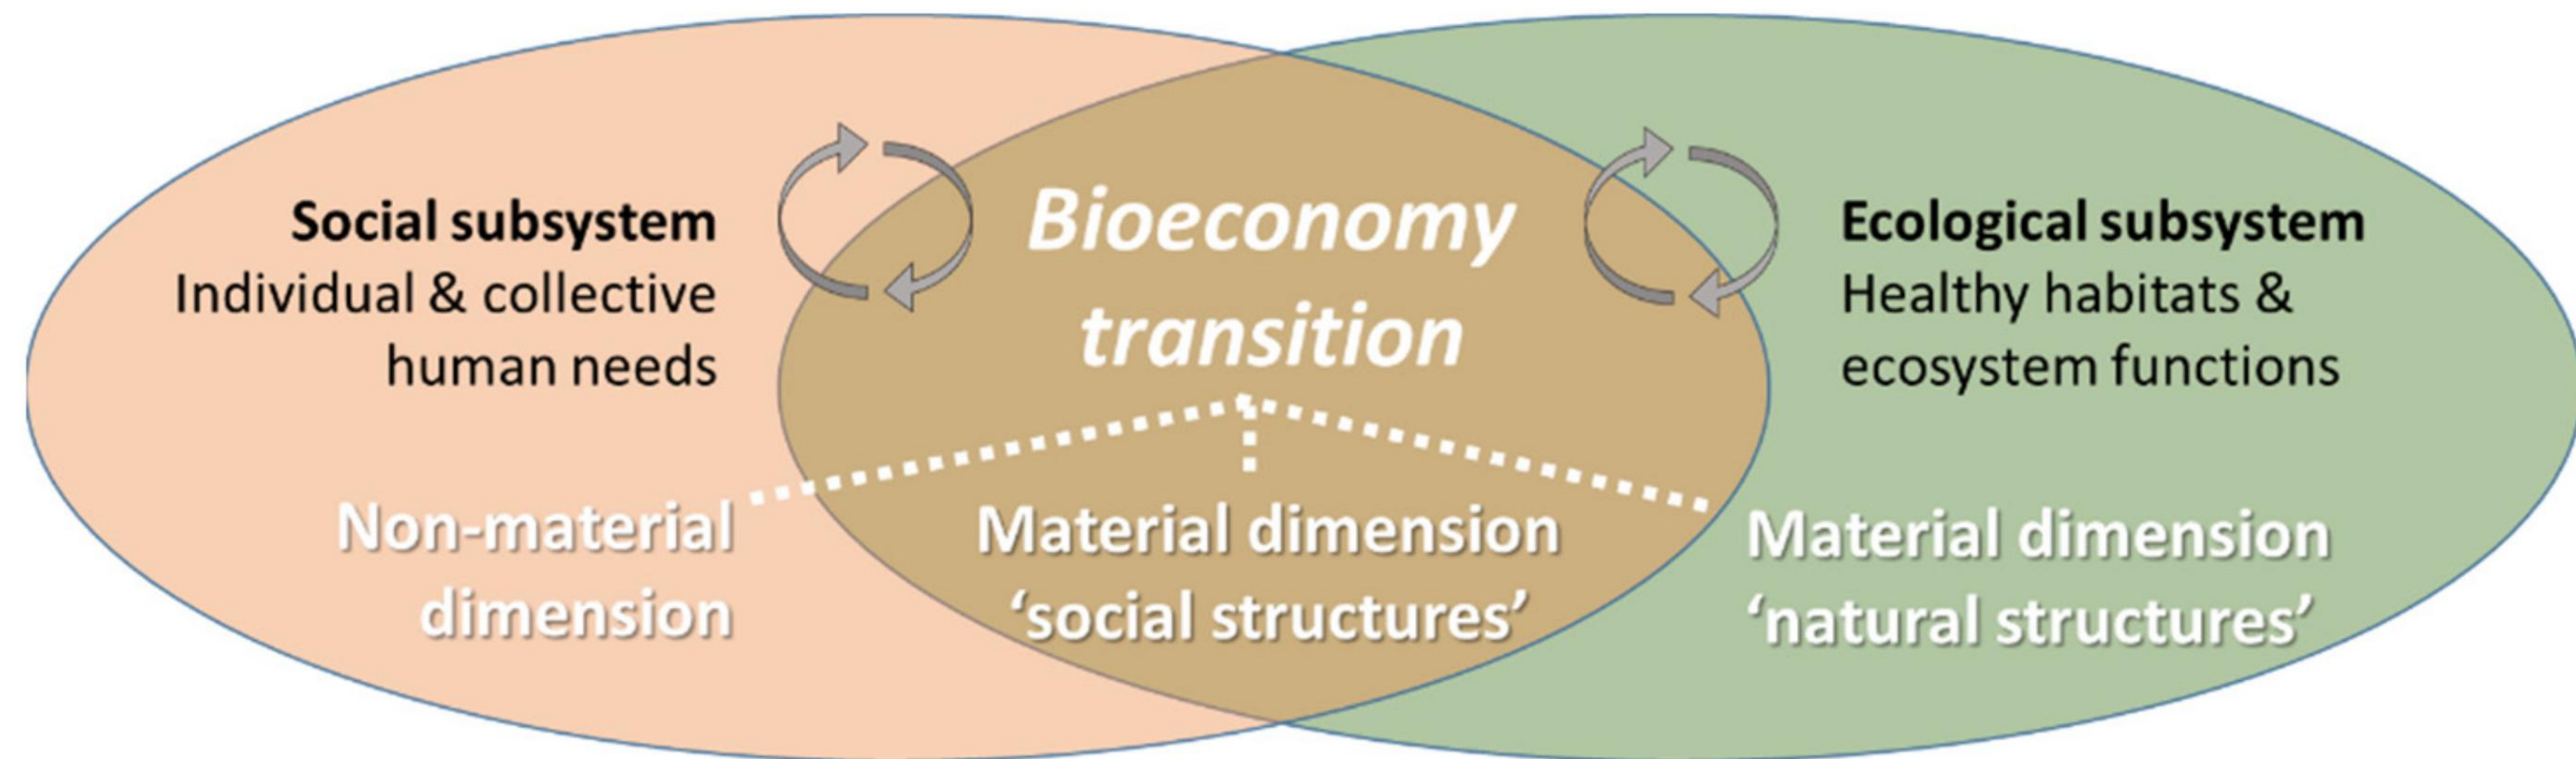 Social subsystem
Individual & collective
human needs
Bioeconomy
transition
Ecological subsystem
Healthy habitats &
ecosystem functions
Non-material
dimension
Material dimension
‘social structures’
Material dimension
‘natural structures’